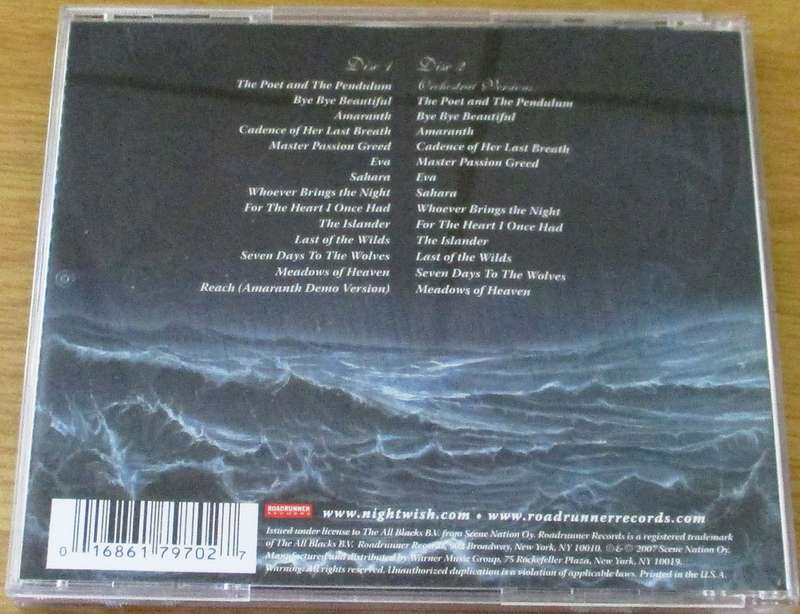 Disc 1
The Poet and The Pendulum
Bye Bye Beautiful
Amaranth
Cadence of Her Last Breath
Master Passion Greed
Eva
Sahara
Whoever Brings the Night
For The Heart I Once Had
The Islander
Last of the Wilds
Seven Days To The Wolves
Meadows of Heaven
Reach (Amaranth Demo Version)
Disc 2
Orchestral Versions
The Poet and The Pendulum
Bye Bye Beautiful
Amaranth
Cadence of Her Last Breath
Master Passion Greed
Eva
Sahara
Whoever Brings the Night
For The Heart I Once Had
The Islander
Last of the Wilds
Seven Days To The Wolves
Meadows of Heaven
0 16861 79702 7
ROADRUNNER RECORDS www.nightwish.com • www.roadrunnerrecords.com
Issued under license to The All Blacks B.V. from Scene Nation Oy. Roadrunner Records is a registered trademark
of The All Blacks B.V. Roadrunner Records, 902 Broadway, New York, NY 10010. ℗ & © 2007 Scene Nation Oy.
Manufactured and distributed by Warner Music Group, 75 Rockefeller Plaza, New York, NY 10019.
Warning: All rights reserved. Unauthorized duplication is a violation of applicable laws. Printed in the U.S.A.